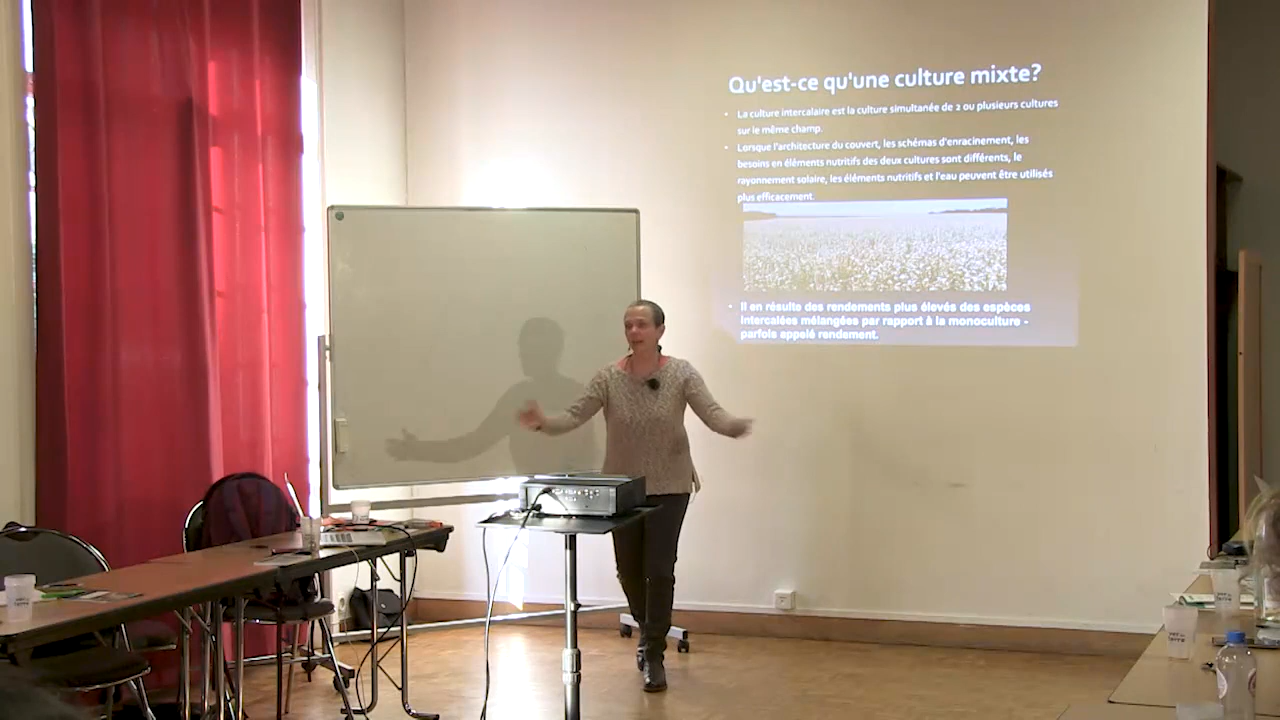 Qu'est-ce qu'une culture mixte?
• La culture intercalaire est la culture simultanée de 2 ou plusieurs cultures
sur le même champ.
• Lorsque l'architecture du couvert, les schémas d'enracinement, les
besoins en éléments nutritifs des deux cultures sont différents, le
rayonnement solaire, les éléments nutritifs et l'eau peuvent être utilisés
plus efficacement.
• Il en résulte des rendements plus élevés des espèces
intercalées mélangées par rapport à la monoculture -
parfois appelé rendement.